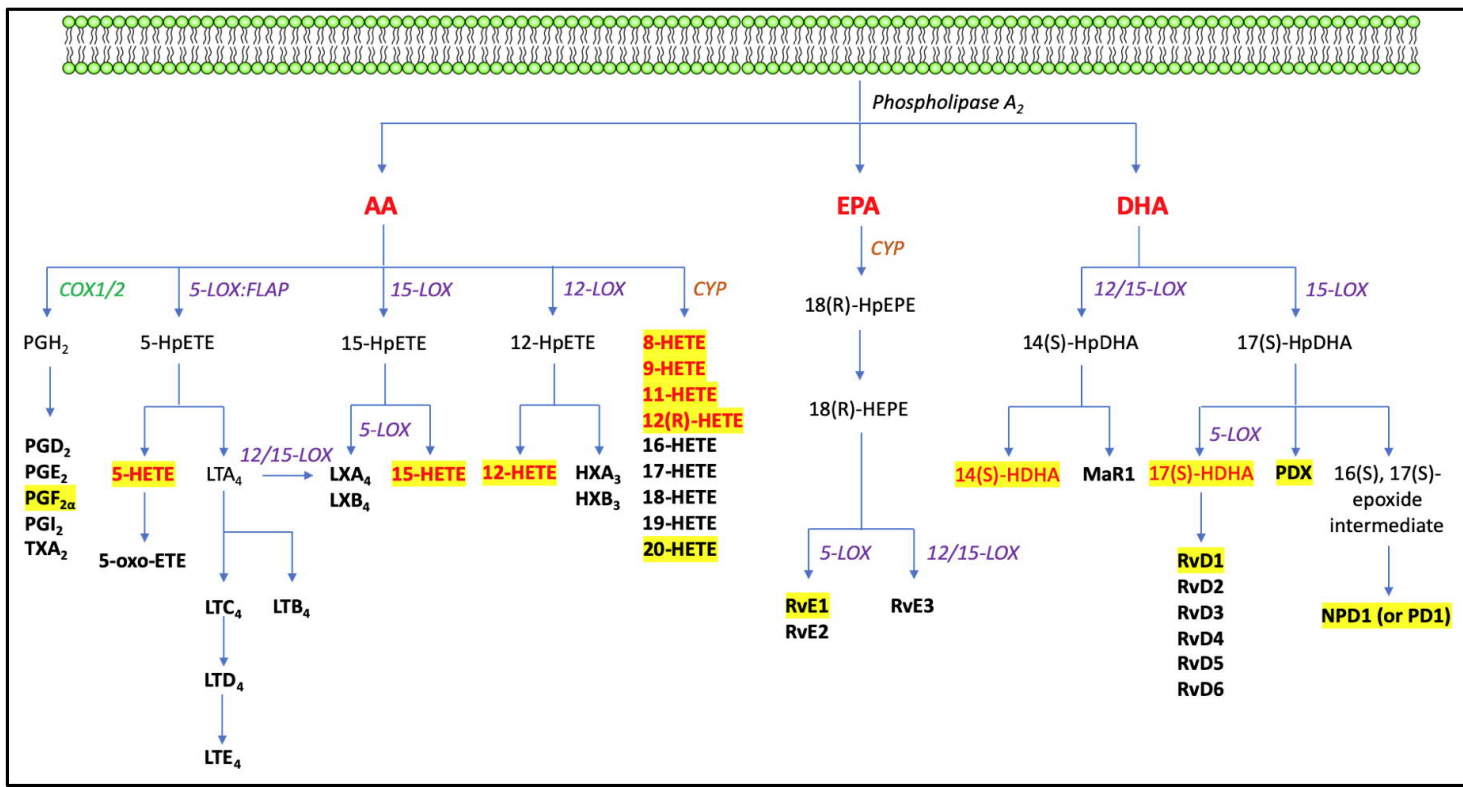 Phospholipase A2
AA
EPA
DHA
CYP
COX1/2
5-LOX:FLAP
15-LOX
12-LOX
CYP
12/15-LOX
15-LOX
18(R)-HpEPE
PGH2
5-HpETE
15-HpETE
12-HpETE
8-HETE
9-HETE
11-HETE
12(R)-HETE
16-HETE
17-HETE
18-HETE
19-HETE
20-HETE
14(S)-HpDHA
17(S)-HpDHA
18(R)-HEPE
5-LOX
5-LOX
PGD2
PGE2
PGF2α
PGI2
TXA2
5-HETE
LTA4
12/15-LOX
LXA4
LXB4
15-HETE
12-HETE
HXA3
HXB3
14(S)-HDHA
MaR1
17(S)-HDHA
PDX
16(S), 17(S)-
epoxide
intermediate
5-oxo-ETE
5-LOX
12/15-LOX
LTC4
LTB4
RvE1
RvE2
RvE3
RvD1
RvD2
RvD3
RvD4
RvD5
RvD6
NPD1 (or PD1)
LTD4
LTE4